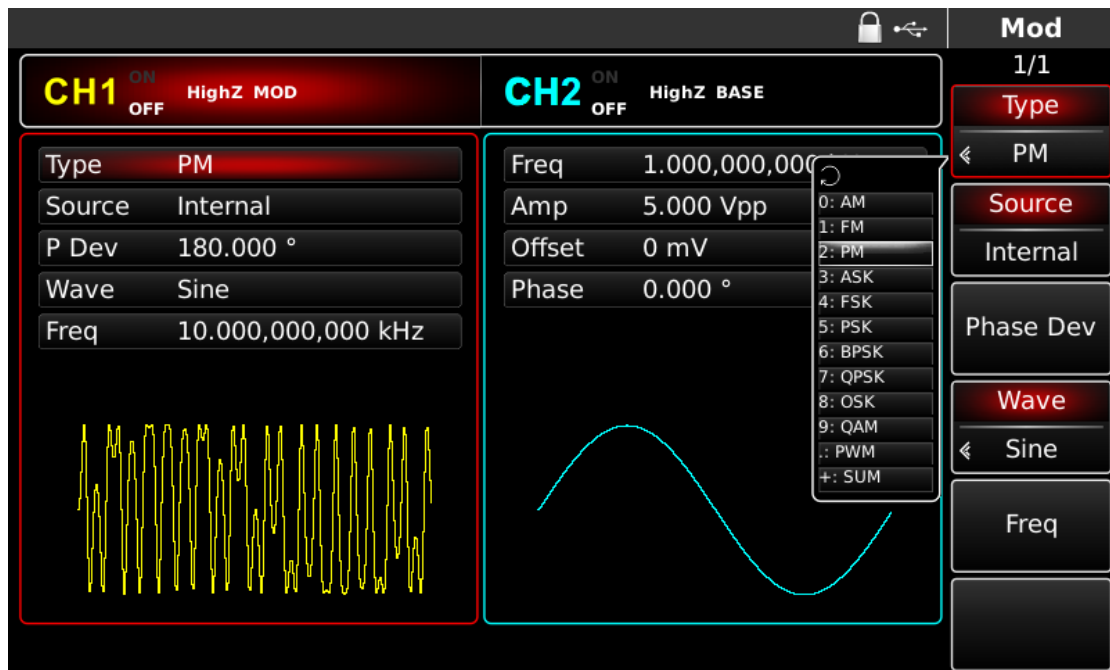 Mod
1/1
CH1 ON OFF HighZ MOD
CH2 ON OFF HighZ BASE
Type PM
Source Internal
P Dev 180.000 °
Wave Sine
Freq 10.000,000,000 kHz
Freq 1.000,000,000
Amp 5.000 Vpp
Offset 0 mV
Phase 0.000 °
0: AM
1: FM
2: PM
3: ASK
4: FSK
5: PSK
6: BPSK
7: QPSK
8: OSK
9: QAM
.: PWM
+: SUM
Type
PM
Source
Internal
Phase Dev
Wave
Sine
Freq